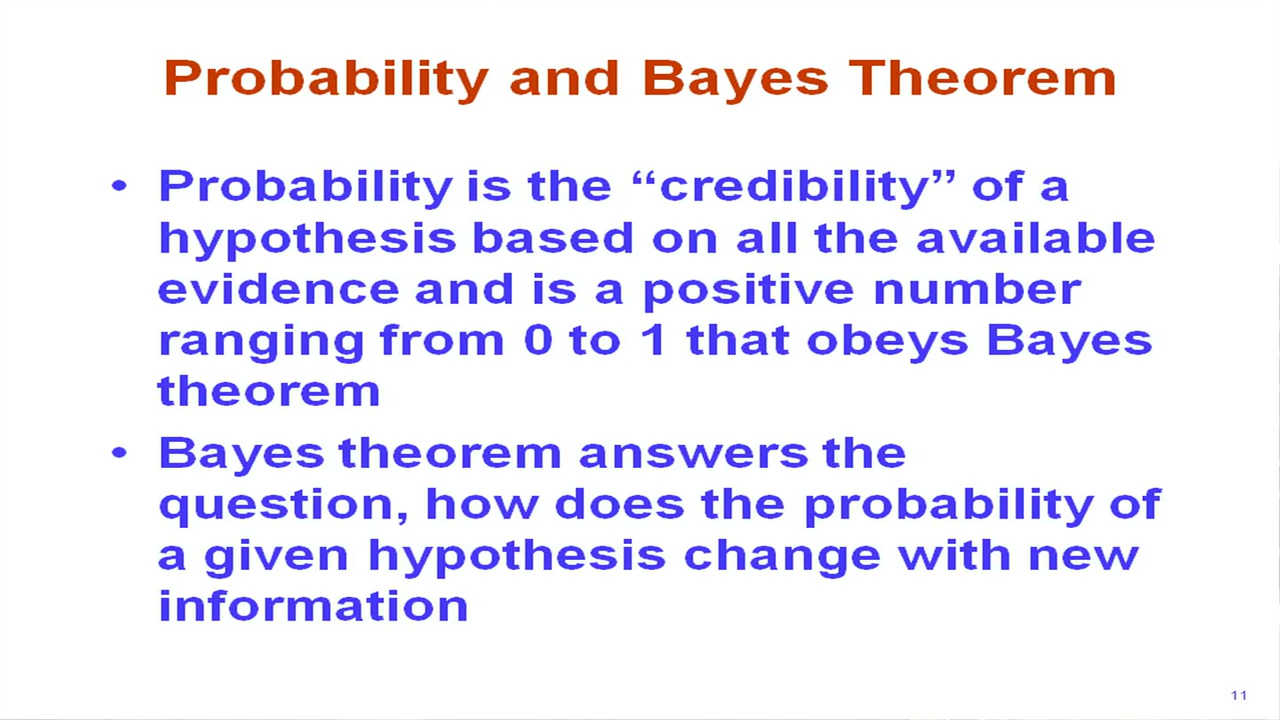 Probability and Bayes Theorem
• Probability is the “credibility” of a
hypothesis based on all the available
evidence and is a positive number
ranging from 0 to 1 that obeys Bayes
theorem
• Bayes theorem answers the
question, how does the probability of
a given hypothesis change with new
information
11